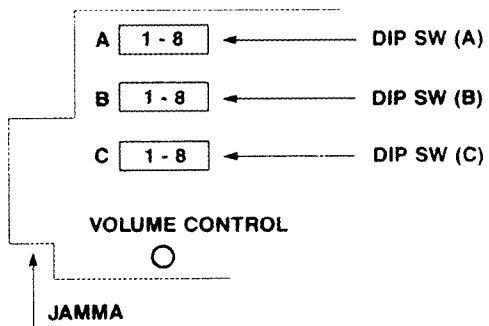 A 1 - 8 DIP SW (A)
B 1 - 8 DIP SW (B)
C 1 - 8 DIP SW (C)
VOLUME CONTROL
JAMMA